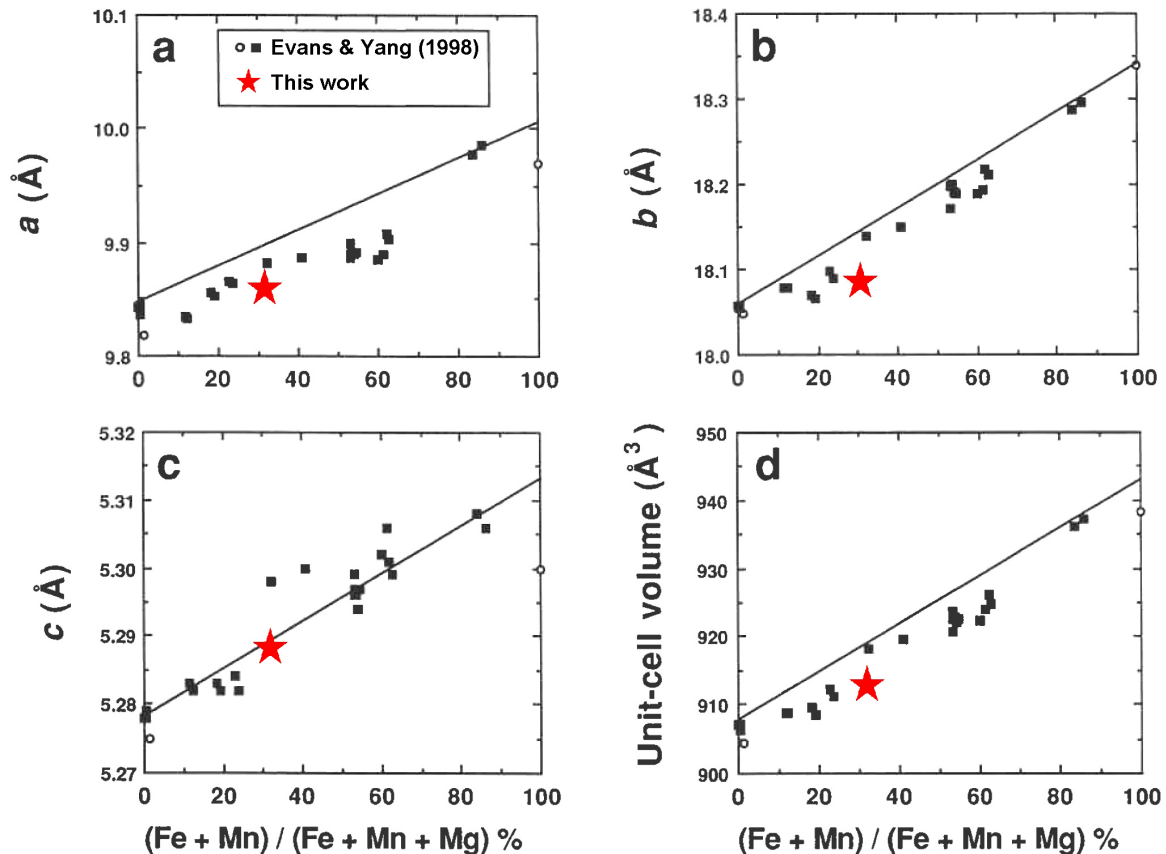 10.1
a
Evans & Yang (1998)
This work
10.0
9.9
9.8
a (Å)
0 20 40 60 80 100
18.4
b
18.3
18.2
18.1
18.0
b (Å)
0 20 40 60 80 100
5.32
c
5.31
5.30
5.29
5.28
5.27
c (Å)
0 20 40 60 80 100
(Fe + Mn) / (Fe + Mn + Mg) %
950
d
940
930
920
910
900
Unit-cell volume (Å³)
0 20 40 60 80 100
(Fe + Mn) / (Fe + Mn + Mg) %